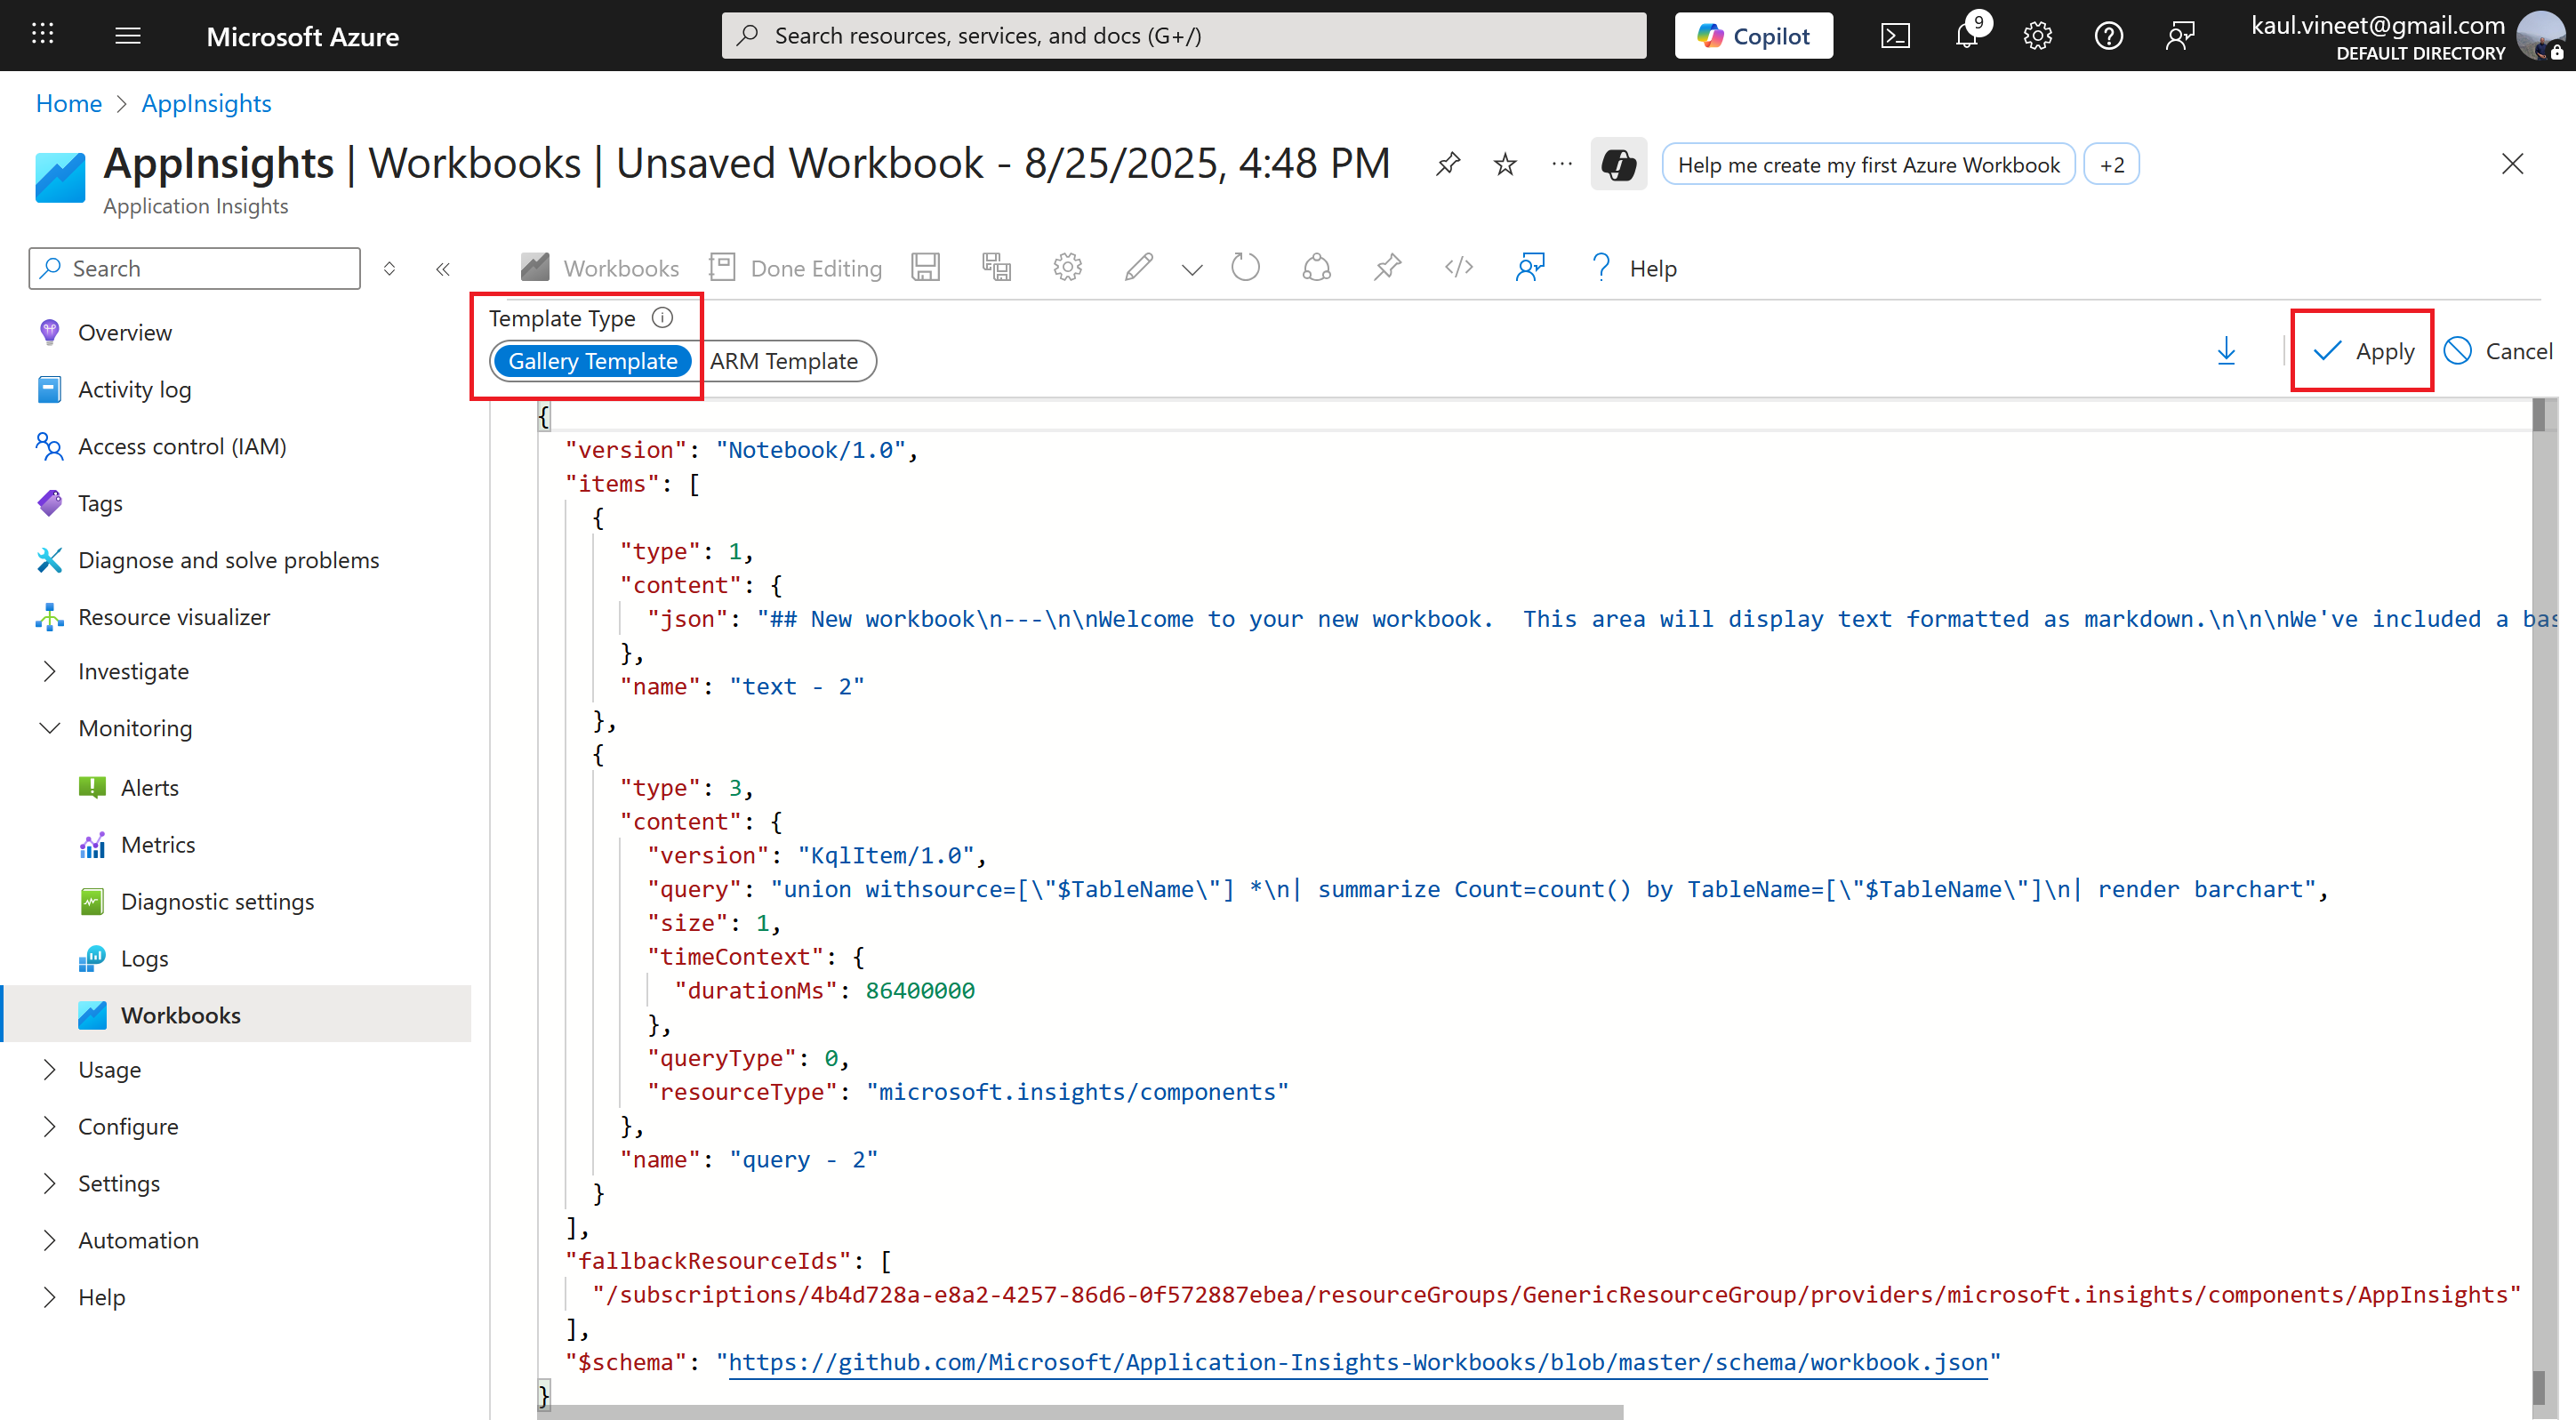 Microsoft Azure
Search resources, services, and docs (G+/)
Copilot
9
kaul.vineet@gmail.com
DEFAULT DIRECTORY
Home > AppInsights
AppInsights | Workbooks | Unsaved Workbook - 8/25/2025, 4:48 PM
Help me create my first Azure Workbook
+2
Application Insights
Search
Workbooks
Done Editing
Help
Overview
Activity log
Access control (IAM)
Tags
Diagnose and solve problems
Resource visualizer
Investigate
Monitoring
Alerts
Metrics
Diagnostic settings
Logs
Workbooks
Usage
Configure
Settings
Automation
Help
Template Type
Gallery Template
ARM Template
Apply
Cancel
{
"version": "Notebook/1.0",
"items": [
{
"type": 1,
"content": {
"json": "## New workbook\n---\n\nWelcome to your new workbook.  This area will display text formatted as markdown.\n\n\nWe've included a bas
},
"name": "text - 2"
},
{
"type": 3,
"content": {
"version": "KqlItem/1.0",
"query": "union withsource=[\"$TableName\"] *\n| summarize Count=count() by TableName=[\"$TableName\"]\n| render barchart",
"size": 1,
"timeContext": {
"durationMs": 86400000
},
"queryType": 0,
"resourceType": "microsoft.insights/components"
},
"name": "query - 2"
}
],
"fallbackResourceIds": [
"/subscriptions/4b4d728a-e8a2-4257-86d6-0f572887ebea/resourceGroups/GenericResourceGroup/providers/microsoft.insights/components/AppInsights"
],
"$schema": "https://github.com/Microsoft/Application-Insights-Workbooks/blob/master/schema/workbook.json"
}